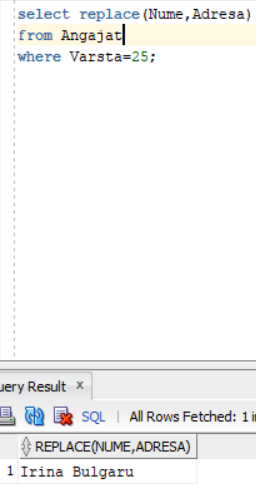 select replace(Nume,Adresa)
from Angajat
where Varsta=25;
uery Result x
SQL | All Rows Fetched: 1 i
REPLACE(NUME,ADRESA)
1 Irina Bulgaru